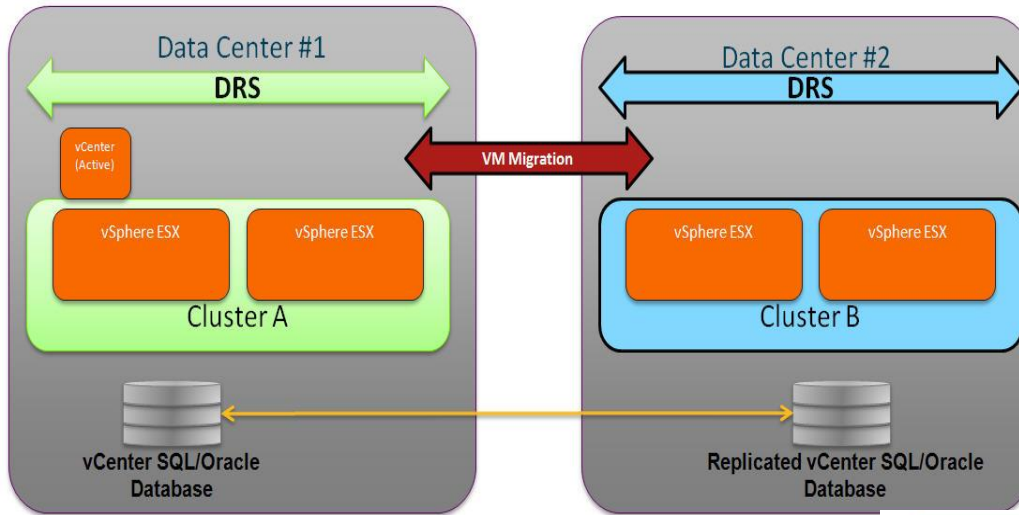 Data Center #1
DRS
vCenter
(Active)
vSphere ESX
vSphere ESX
Cluster A
vCenter SQL/Oracle
Database
VM Migration
Data Center #2
DRS
vSphere ESX
vSphere ESX
Cluster B
Replicated vCenter SQL/Oracle
Database